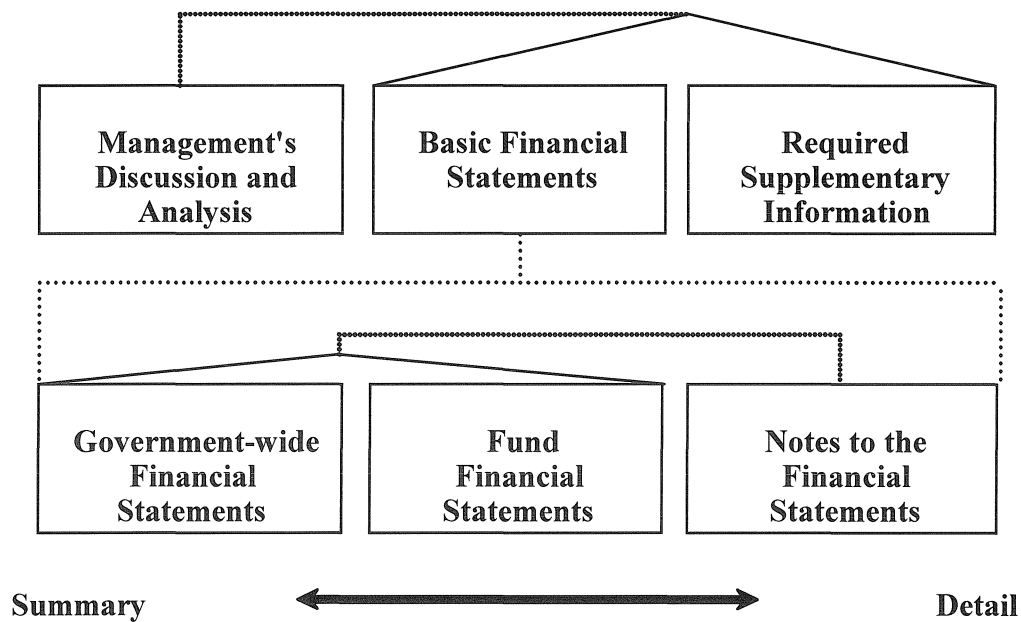 Management's
Discussion and
Analysis
Basic Financial
Statements
Required
Supplementary
Information
Government-wide
Financial
Statements
Fund
Financial
Statements
Notes to the
Financial
Statements
Summary
Detail